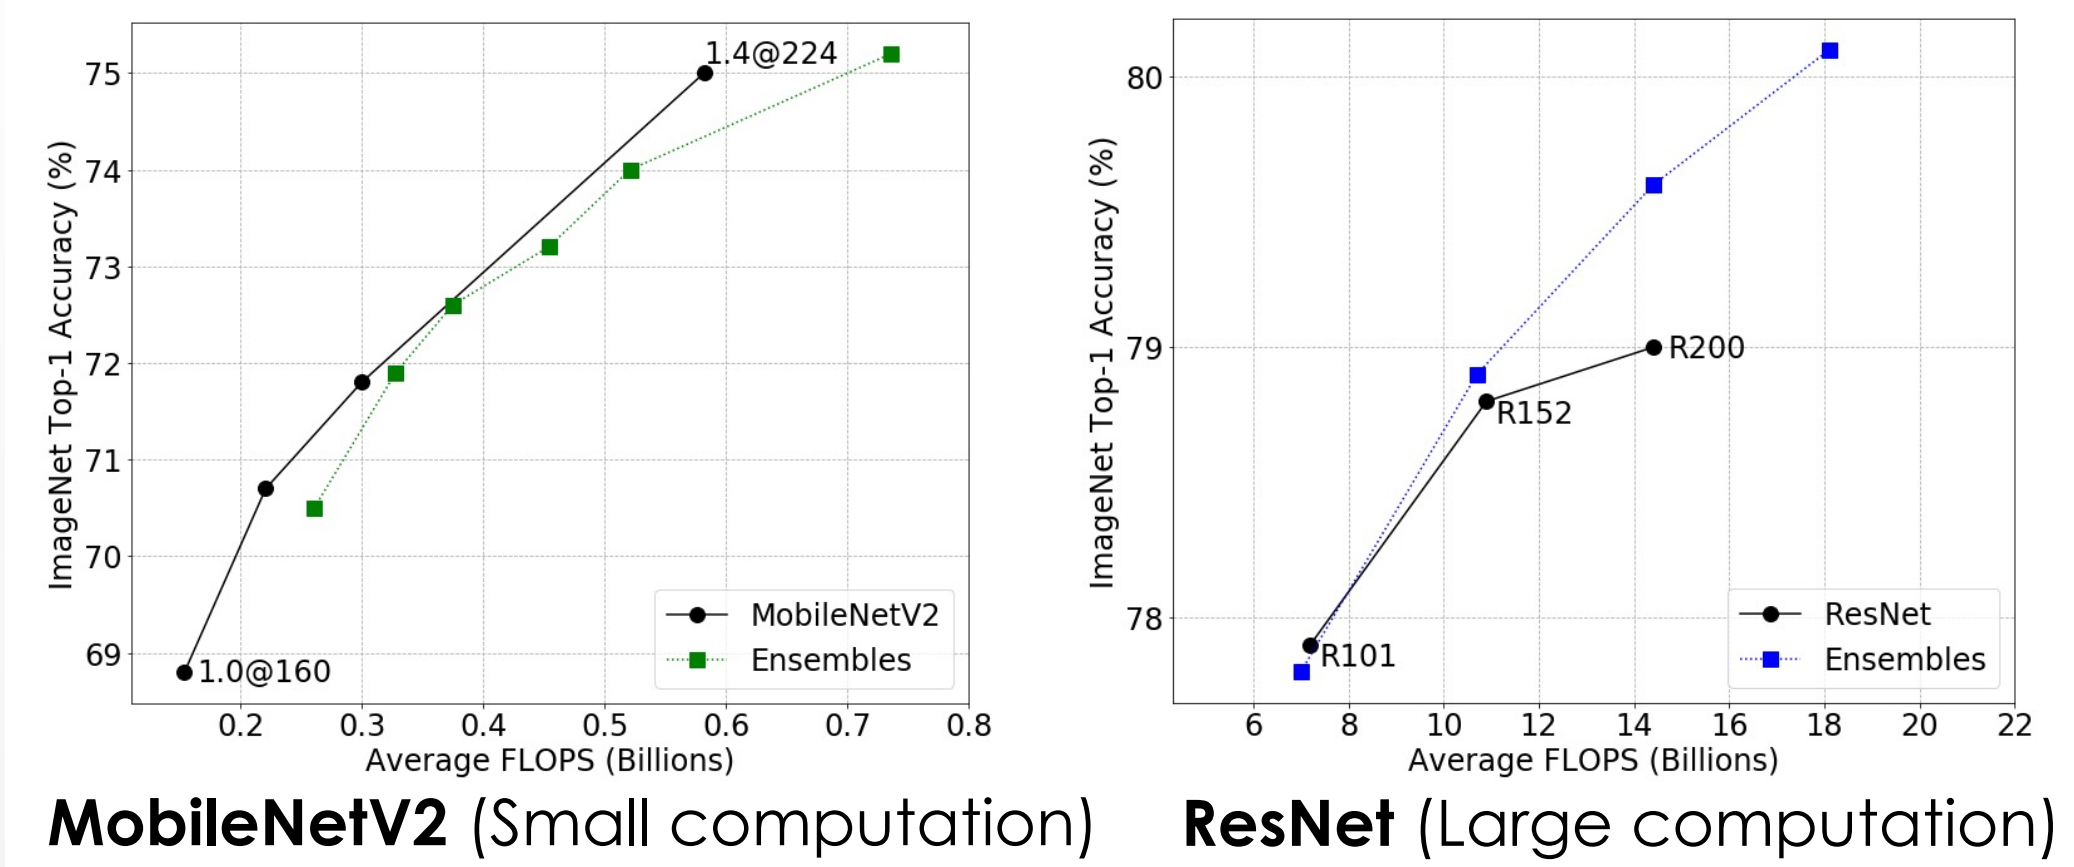 ImageNet Top-1 Accuracy (%)
75
74
73
72
71
70
69
1.4@224
1.0@160
MobileNetV2
Ensembles
0.2 0.3 0.4 0.5 0.6 0.7 0.8
Average FLOPS (Billions)
MobileNetV2 (Small computation)
ImageNet Top-1 Accuracy (%)
80
79
78
R200
R152
R101
ResNet
Ensembles
6 8 10 12 14 16 18 20 22
Average FLOPS (Billions)
ResNet (Large computation)